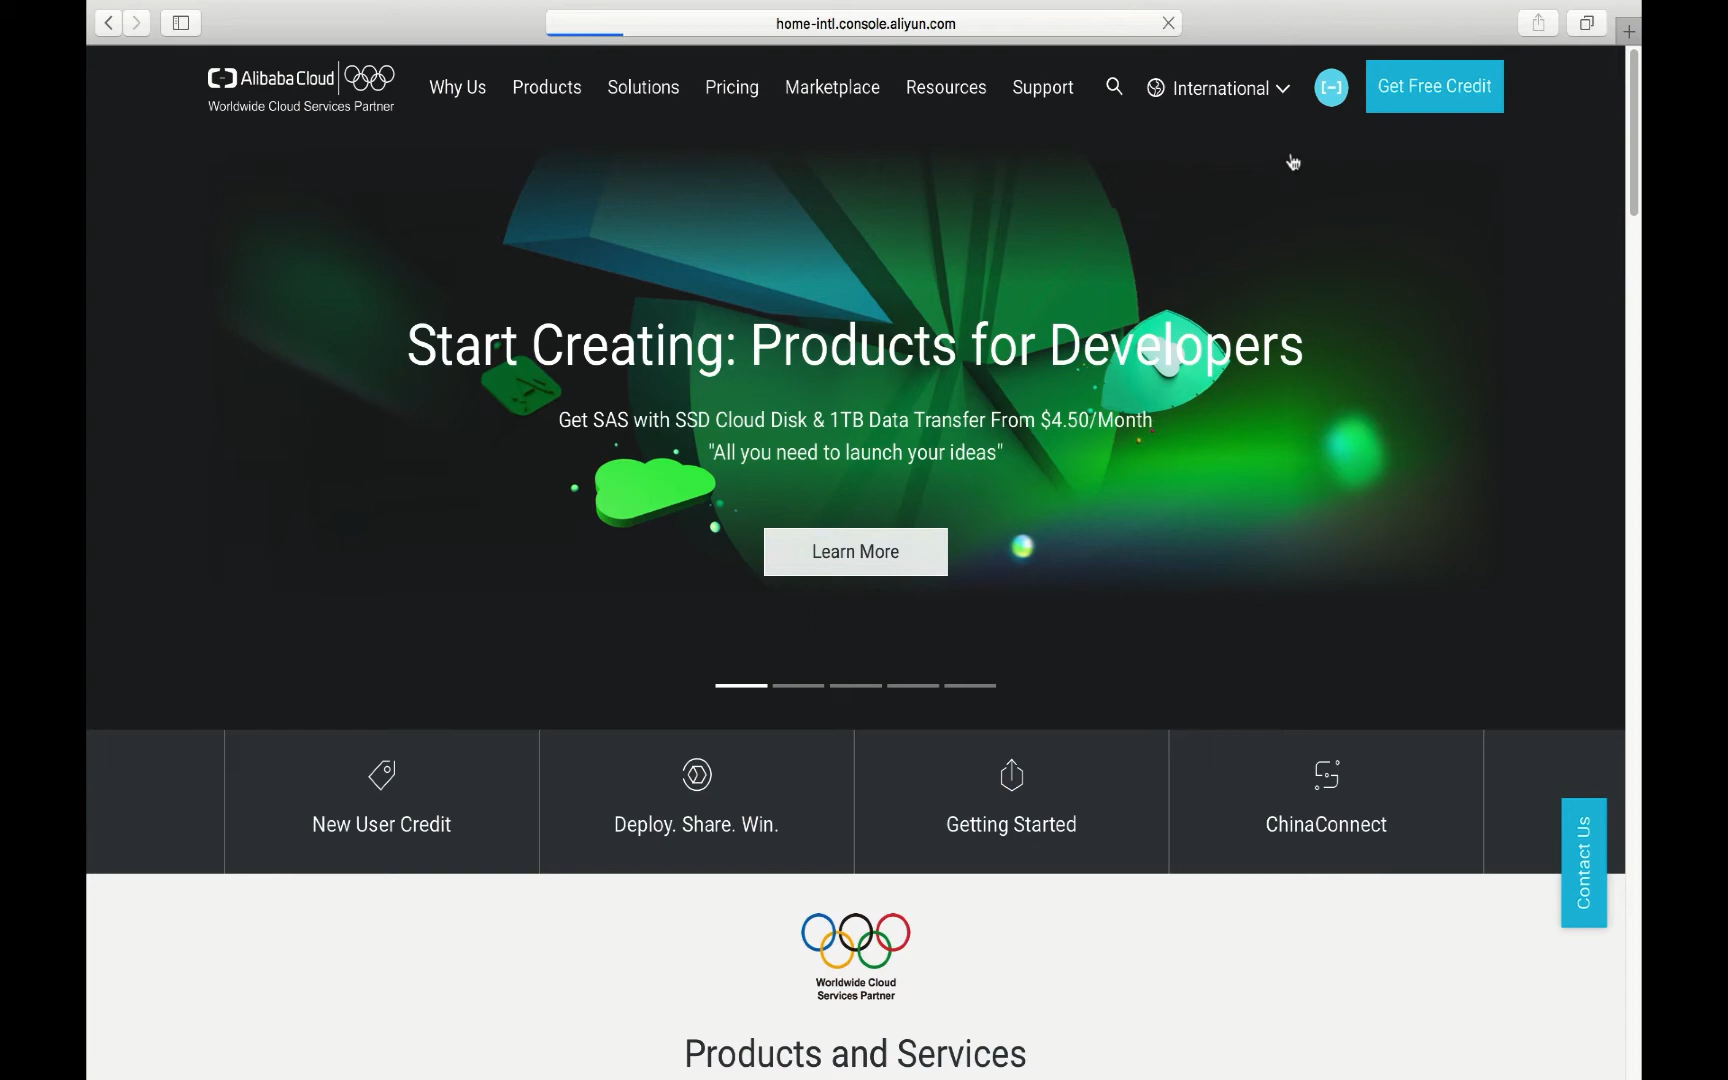 home-intl.console.aliyun.com
Alibaba Cloud
Worldwide Cloud Services Partner
Why Us
Products
Solutions
Pricing
Marketplace
Resources
Support
International
Get Free Credit
Start Creating: Products for Developers
Get SAS with SSD Cloud Disk & 1TB Data Transfer From $4.50/Month
"All you need to launch your ideas"
Learn More
New User Credit
Deploy. Share. Win.
Getting Started
ChinaConnect
Contact Us
Worldwide Cloud
Services Partner
Products and Services